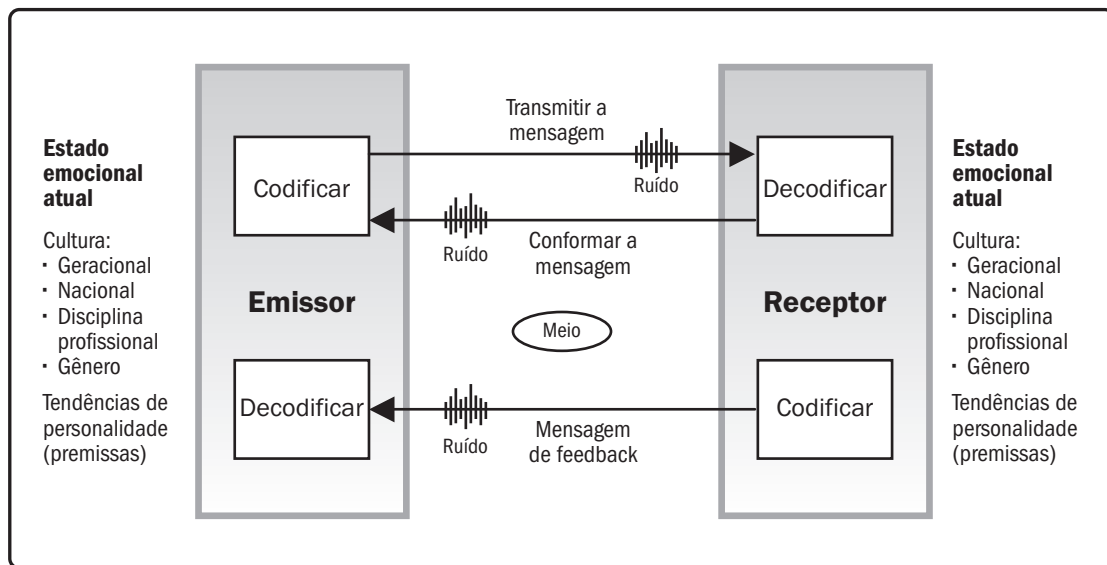 Estado
emocional
atual
Cultura:
· Geracional
· Nacional
· Disciplina
profissional
· Gênero
Tendências de
personalidade
(premissas)
Codificar
Emissor
Decodificar
Transmitir a
mensagem
Ruído
Ruído
Conformar a
mensagem
Meio
Ruído
Mensagem
de feedback
Decodificar
Receptor
Codificar
Estado
emocional
atual
Cultura:
· Geracional
· Nacional
· Disciplina
profissional
· Gênero
Tendências de
personalidade
(premissas)